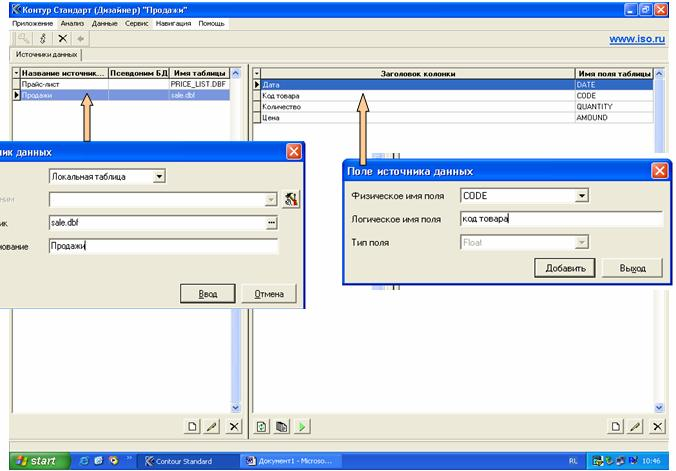 Контур Стандарт (Дизайнер) "Продажи"
Приложение Анализ Данные Сервис Навигация Помощь
www.iso.ru
Источники данных
Название источник... Псевдоним БД Имя таблицы
Прайс-лист PRICE_LIST.DBF
Продажи sale.dbf
Заголовок колонки Имя поля таблицы
Дата DATE
Код товара CODE
Количество QUANTITY
Цена AMOUND
ник данных
Локальная таблица
ним
ик sale.dbf
нование Продажи
Ввод Отмена
Поле источника данных
Физическое имя поля CODE
Логическое имя поля код товара
Тип поля Float
Добавить Выход
start Contour Standard Документ1 - Microso... RL 10:46